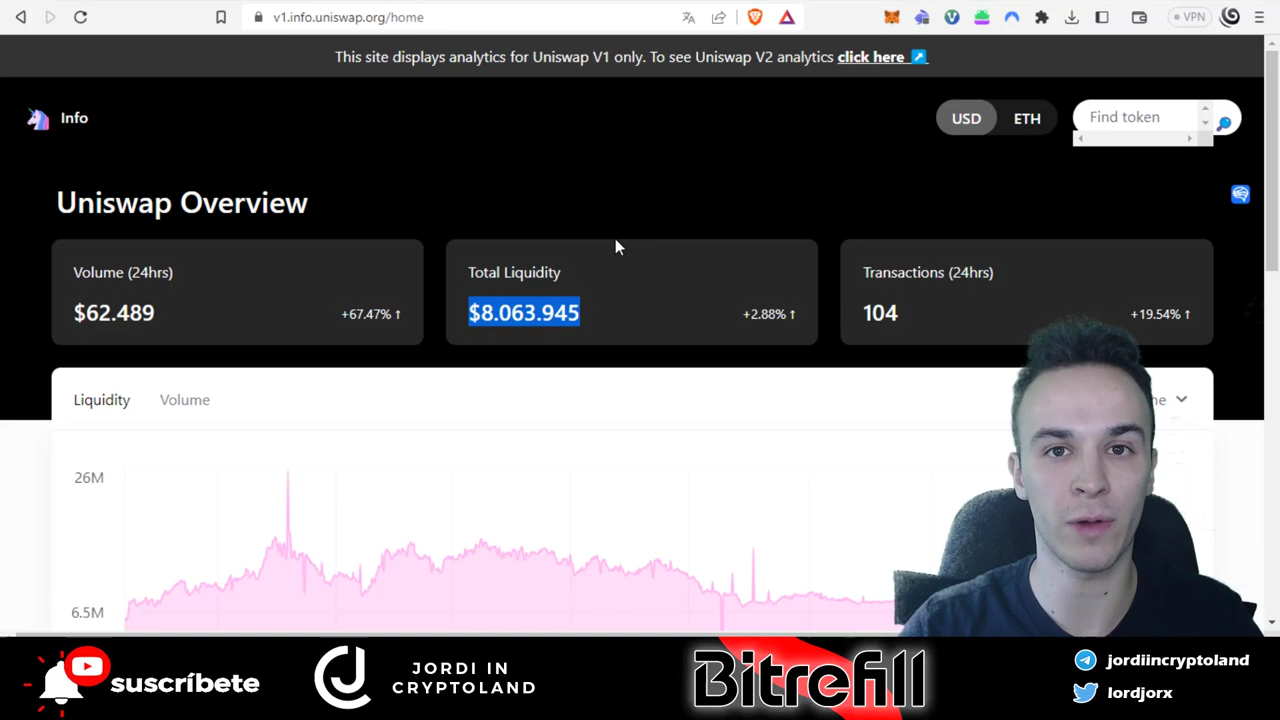 v1.info.uniswap.org/home
VPN
This site displays analytics for Uniswap V1 only. To see Uniswap V2 analytics click here
Info
USD
ETH
Find token
Uniswap Overview
Volume (24hrs)
$62.489
+67.47% ↑
Total Liquidity
$8.063.945
+2.88% ↑
Transactions (24hrs)
104
+19.54% ↑
Liquidity
Volume
26M
6.5M
suscríbete
JORDI IN
CRYPTOLAND
Bitrefill
jordiincryptoland
lordjorx